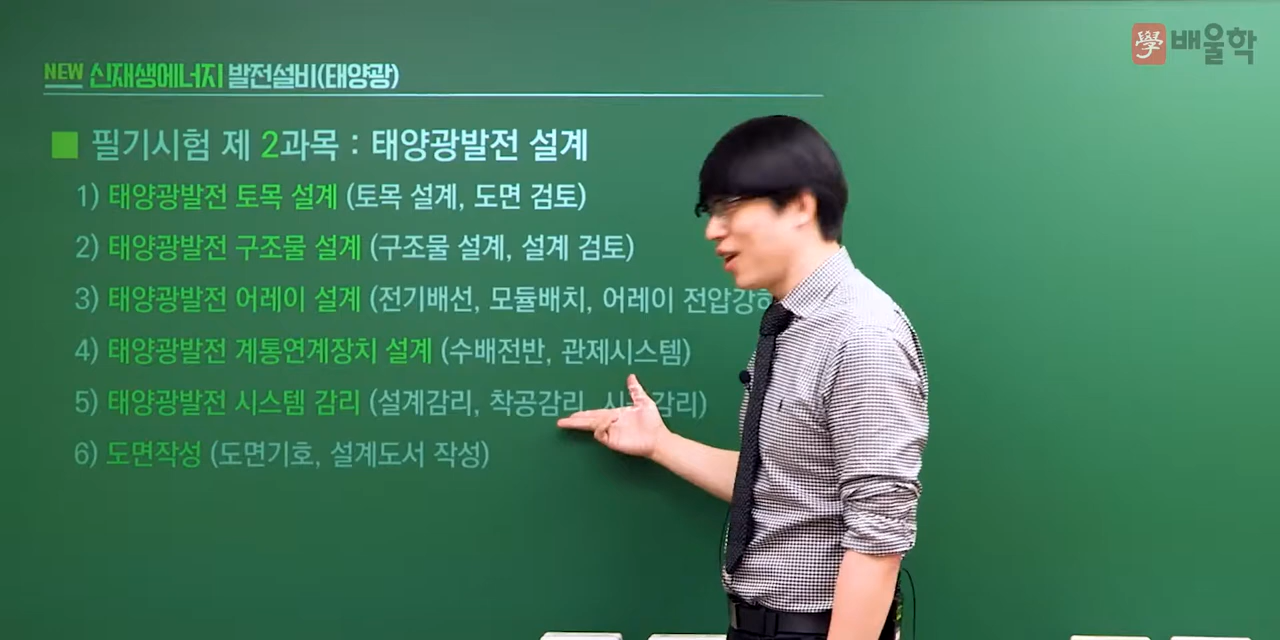 學 배울학
NEW 신재생에너지 발전설비(태양광)
■ 필기시험 제 2과목 : 태양광발전 설계
1) 태양광발전 토목 설계 (토목 설계, 도면 검토)
2) 태양광발전 구조물 설계 (구조물 설계, 설계 검토)
3) 태양광발전 어레이 설계 (전기배선, 모듈배치, 어레이 전압강하
4) 태양광발전 계통연계장치 설계 (수배전반, 관제시스템)
5) 태양광발전 시스템 감리 (설계감리, 착공감리,
6) 도면작성 (도면기호, 설계도서 작성)